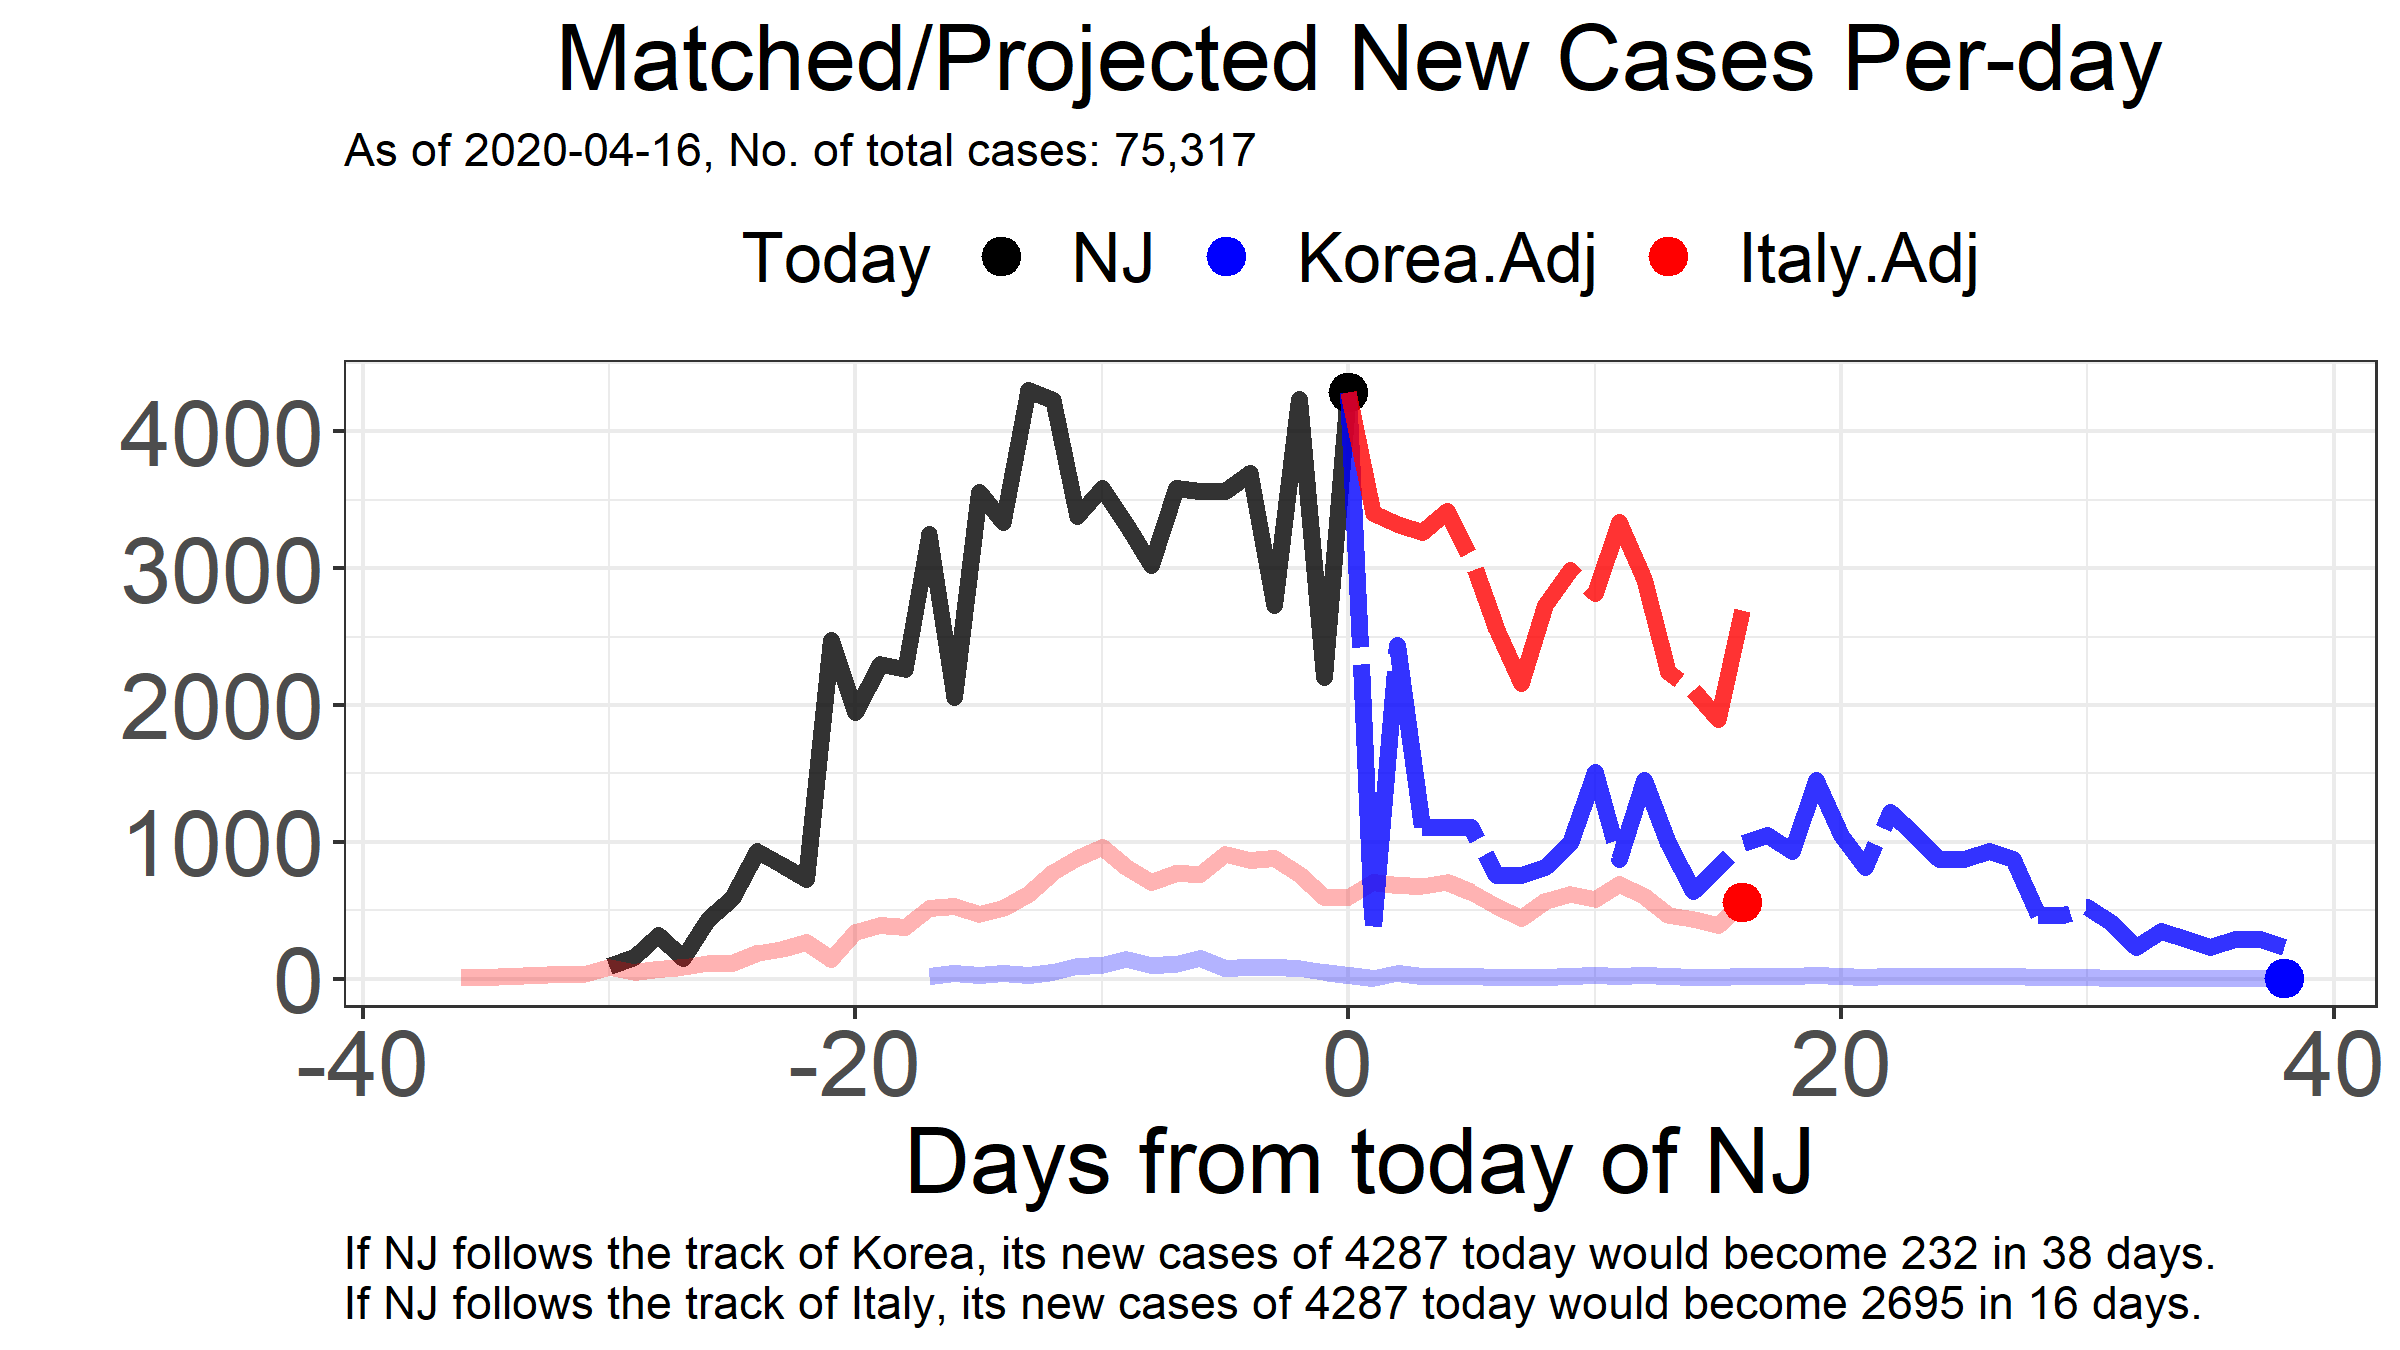 Matched/Projected New Cases Per-day
As of 2020-04-16, No. of total cases: 75,317
Today NJ Korea.Adj Italy.Adj
4000
3000
2000
1000
0
-40 -20 0 20 40
Days from today of NJ
If NJ follows the track of Korea, its new cases of 4287 today would become 232 in 38 days.
If NJ follows the track of Italy, its new cases of 4287 today would become 2695 in 16 days.